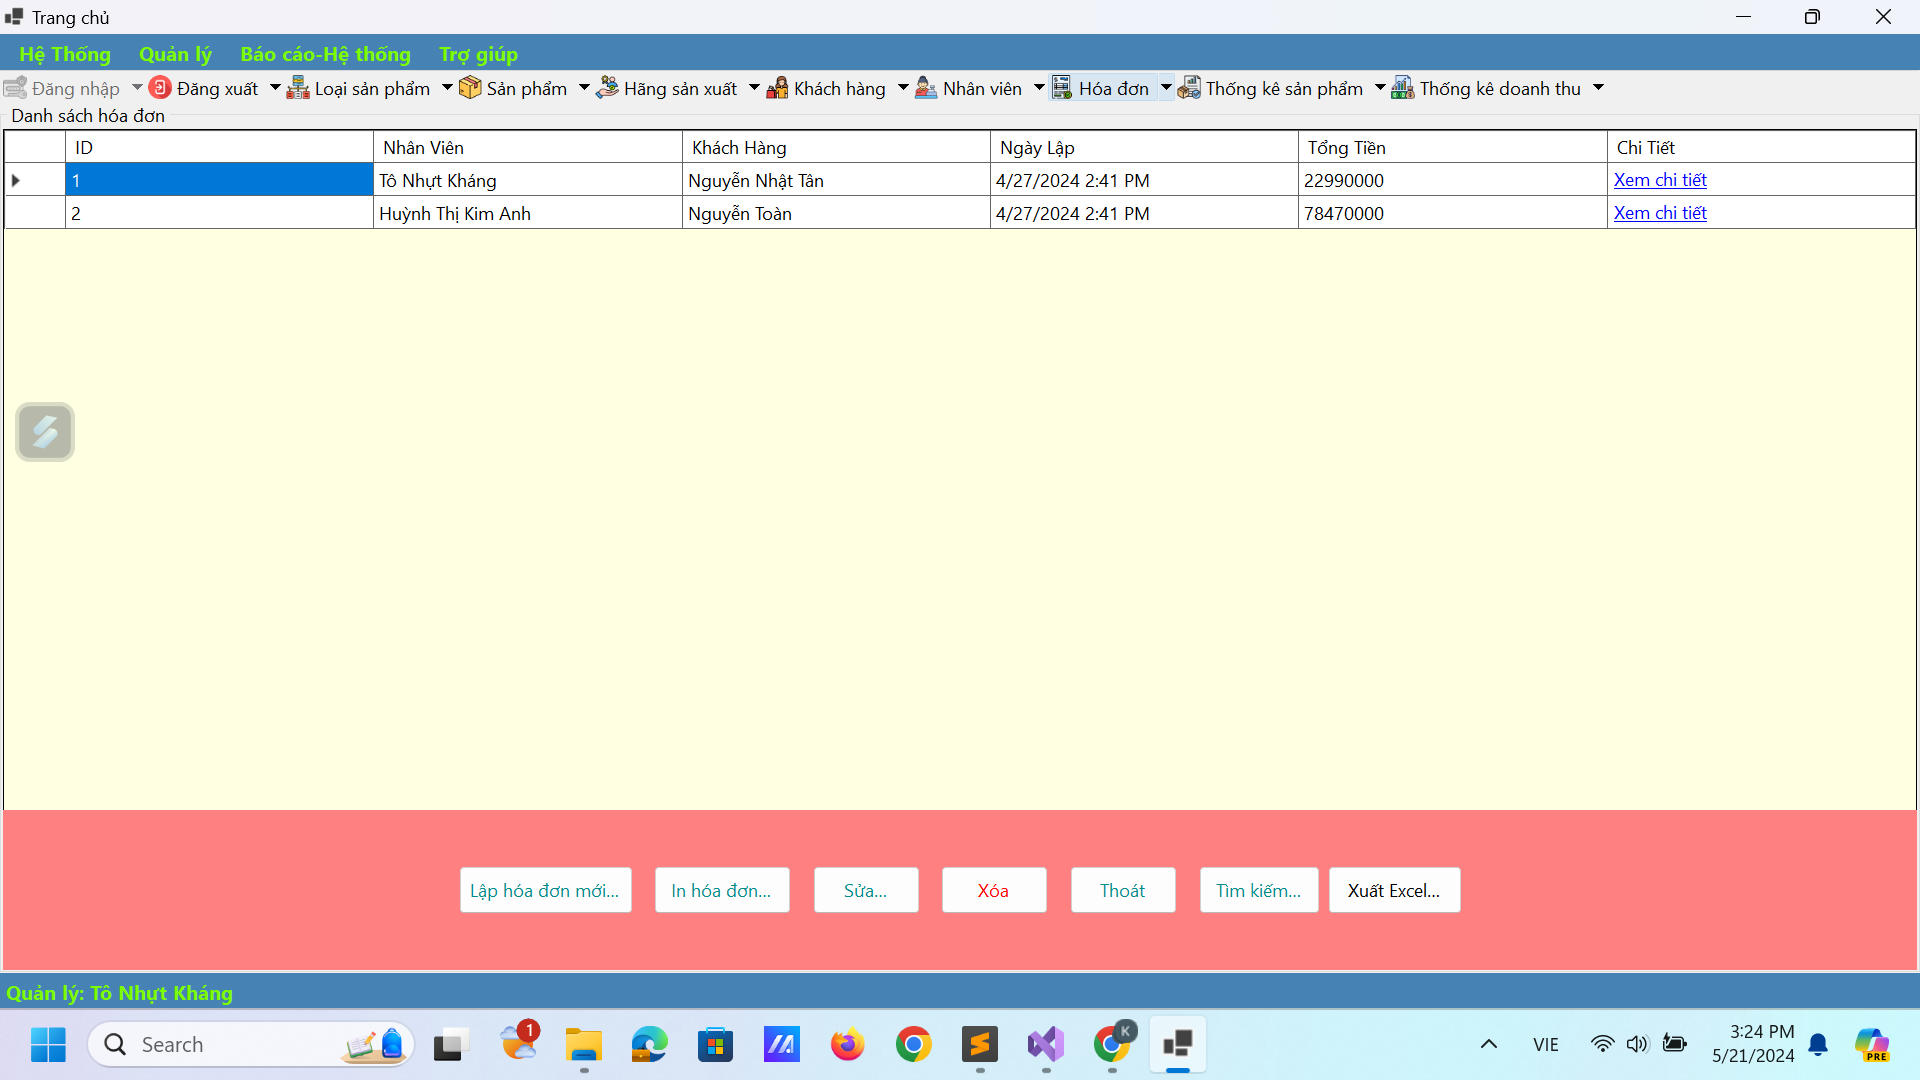 Trang chủ
Hệ Thống Quản lý Báo cáo-Hệ thống Trợ giúp
Đăng nhập Đăng xuất Loại sản phẩm Sản phẩm Hãng sản xuất Khách hàng Nhân viên Hóa đơn Thống kê sản phẩm Thống kê doanh thu
Danh sách hóa đơn
ID Nhân Viên Khách Hàng Ngày Lập Tổng Tiền Chi Tiết
1 Tô Nhựt Kháng Nguyễn Nhật Tân 4/27/2024 2:41 PM 22990000 Xem chi tiết
2 Huỳnh Thị Kim Anh Nguyễn Toàn 4/27/2024 2:41 PM 78470000 Xem chi tiết
Lập hóa đơn mới... In hóa đơn... Sửa... Xóa Thoát Tìm kiếm... Xuất Excel...
Quản lý: Tô Nhựt Kháng
Search 1 K VIE 3:24 PM
5/21/2024 PRE